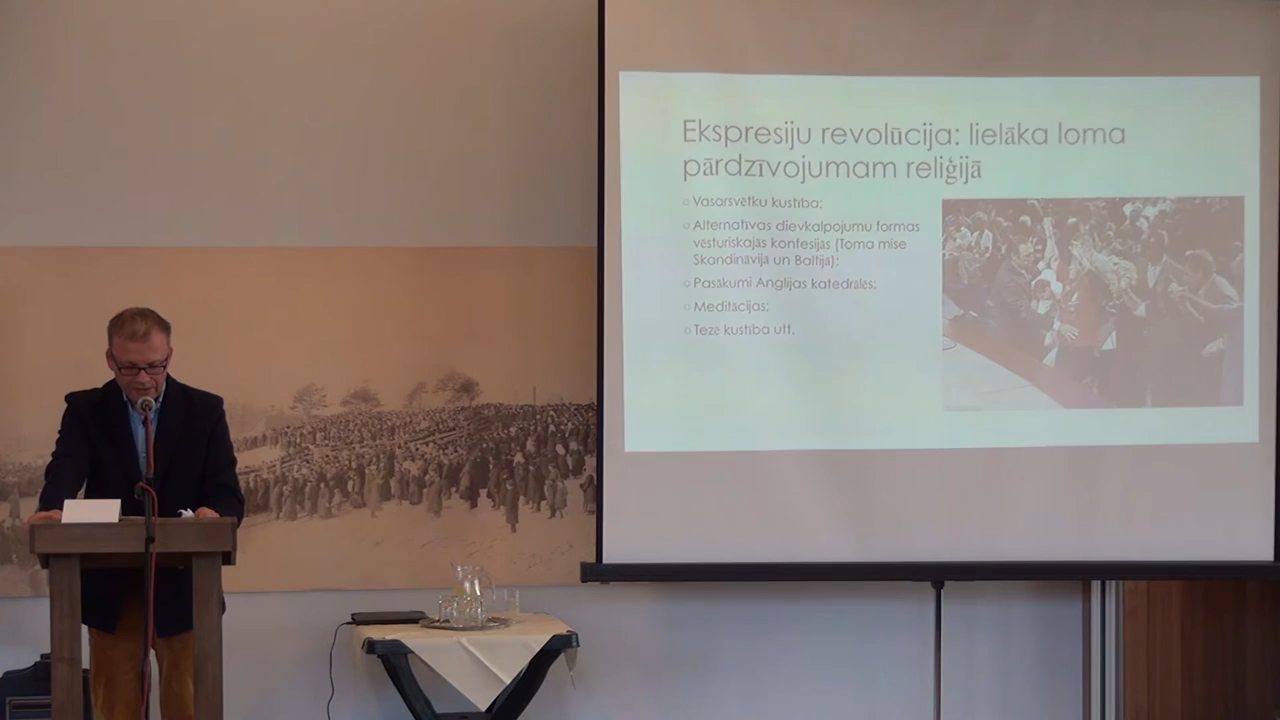 Ekspresiju revolūcija: lielāka loma
pārdzīvojumam reliģijā
Vasarsvētku kustība;
Alternatīvas dievkalpojumu formas
vēsturiskajās konfesijās (Toma mise
Skandināvijā un Baltijā);
Pasākumi Anglijas katedrālēs;
Meditācijas;
Tezē kustība utt.